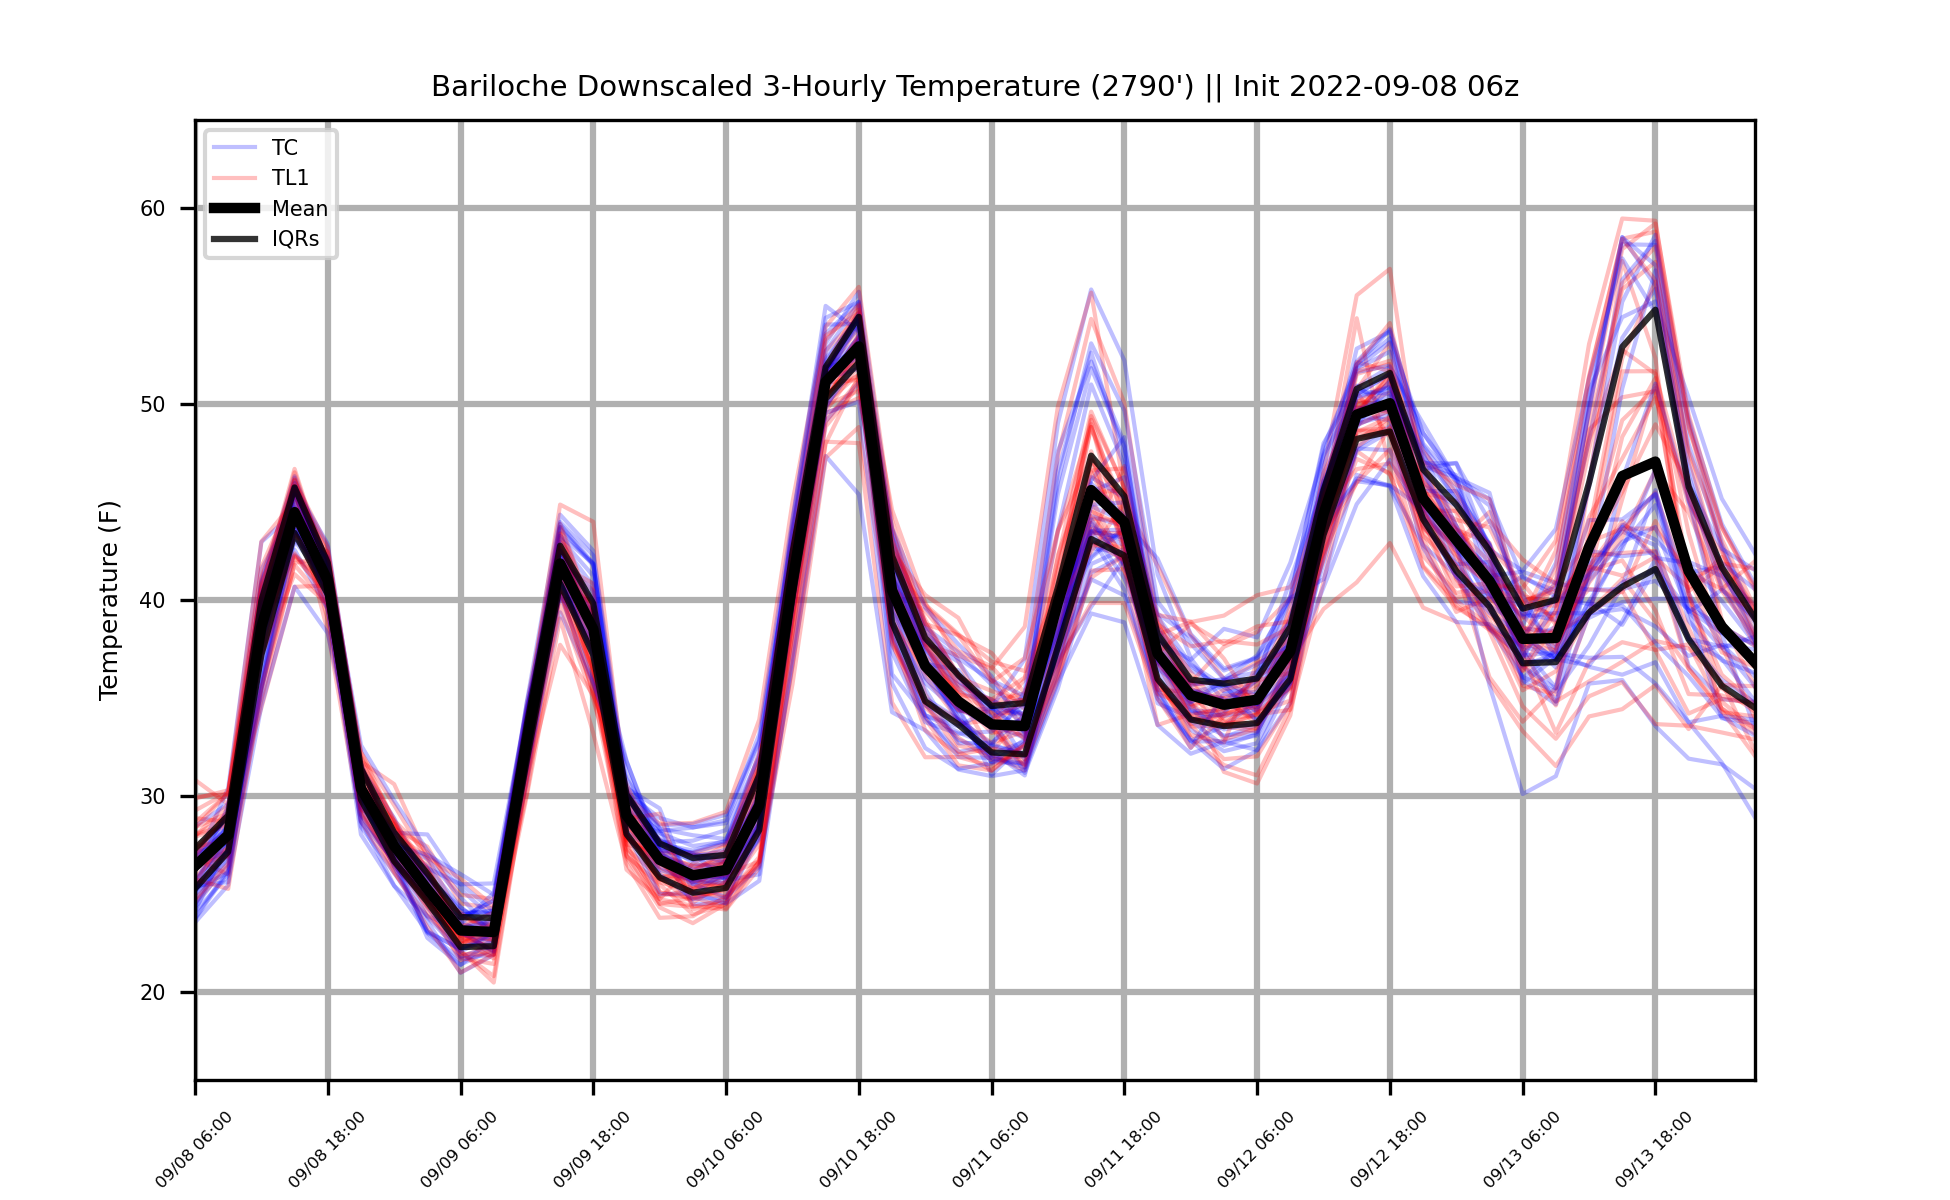 Bariloche Downscaled 3-Hourly Temperature (2790') || Init 2022-09-08 06z
TC
TL1
Mean
IQRs
Temperature (F)
60
50
40
30
20
09/08 06:00
09/08 18:00
09/09 06:00
09/09 18:00
09/10 06:00
09/10 18:00
09/11 06:00
09/11 18:00
09/12 06:00
09/12 18:00
09/13 06:00
09/13 18:00